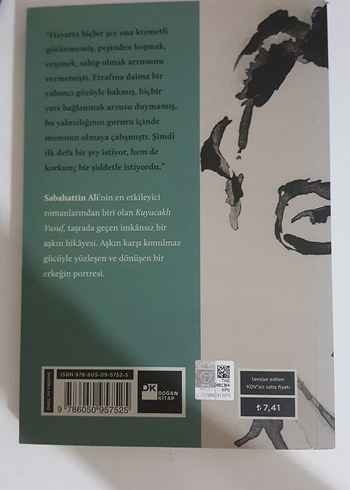 "Hayatta hiçbir şey ona kıymetli
görünmemiş, peşinden koşmak,
erişmek, sahip olmak arzusunu
vermemişti. Etrafına daima bir
yabancı gözüyle bakmış, hiçbir
yere bağlanmak arzusu duymamış,
bu yalnızlığının gururu içinde
memnun olmaya çalışmıştı. Şimdi
ilk defa bir şey istiyor, hem de
korkunç bir şiddetle istiyordu."
Sabahattin Ali'nin en etkileyici
romanlarından biri olan Kuyucaklı
Yusuf, taşrada geçen imkânsız bir
aşkın hikâyesi. Aşkın karşı konulmaz
gücüyle yüzleşen ve dönüşen bir
erkeğin portresi.
ISBN 978-605-09-5752-5
9 786050 957525
DK
DOĞAN
KİTAP
tavsiye edilen
KDV'siz satış fiyatı
₺ 7,41